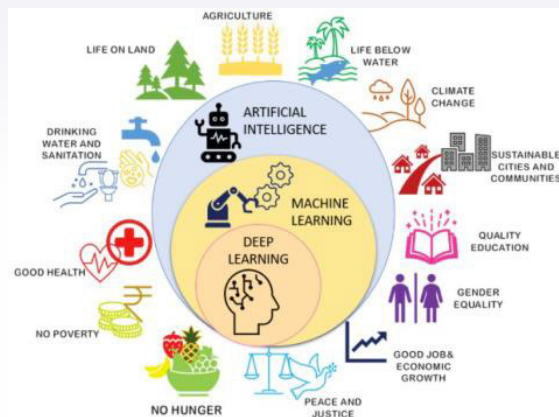 AGRICULTURE
LIFE ON LAND
LIFE BELOW
WATER
CLIMATE
CHANGE
ARTIFICIAL
INTELLIGENCE
DRINKING
WATER AND
SANITATION
SUSTAINABLE
CITIES AND
COMMUNITIES
MACHINE
LEARNING
QUALITY
EDUCATION
DEEP
LEARNING
GOOD HEALTH
GENDER
EQUALITY
NO POVERTY
GOOD JOB&
ECONOMIC
GROWTH
NO HUNGER
PEACE AND
JUSTICE